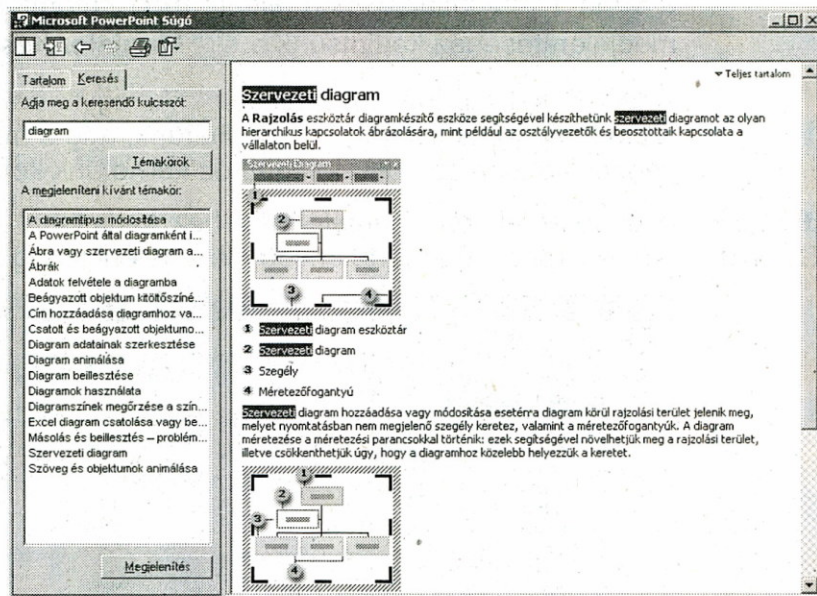 Microsoft PowerPoint Súgó
Tartalom Keresés
Adja meg a keresendő kulcsszót:
diagram
Témakörök
A megjeleníteni kívánt témakör:
A diagramtípus módosítása
A PowerPoint által diagramként i...
Ábra vagy szervezeti diagram a...
Ábrák
Adatok felvétele a diagramba
Beágyazott objektum kitöltőszíné...
Cím hozzáadása diagramhoz va...
Csatolt és beágyazott objektumo...
Diagram adatainak szerkesztése
Diagram animálása
Diagram beillesztése
Diagramok használata
Diagramszínek megőrzése a szín...
Excel diagram csatolása vagy be...
Másolás és beillesztés – problém...
Szervezeti diagram
Szöveg és objektumok animálása
Megjelenítés
Teljes tartalom
Szervezeti diagram
A Rajzolás eszköztár diagramkészítő eszköze segítségével készíthetünk szervezeti diagramot az olyan
hierarchikus kapcsolatok ábrázolására, mint például az osztályvezetők és beosztottaik kapcsolata a
vállalaton belül.
Szervezeti Diagram
1
2
3
4
1 Szervezeti diagram eszköztár
2 Szervezeti diagram
3 Szegély
4 Méretezőfogantyú
Szervezeti diagram hozzáadása vagy módosítása esetén a diagram körül rajzolási terület jelenik meg,
melyet nyomtatásban nem megjelenő szegély keretez, valamint a méretezőfogantyúk. A diagram
méretezése a méretezési parancsokkal történik: ezek segítségével növelhetjük meg a rajzolási terület,
illetve csökkenthetjük úgy, hogy a diagramhoz közelebb helyezzük a keretet.
1
2
3
4